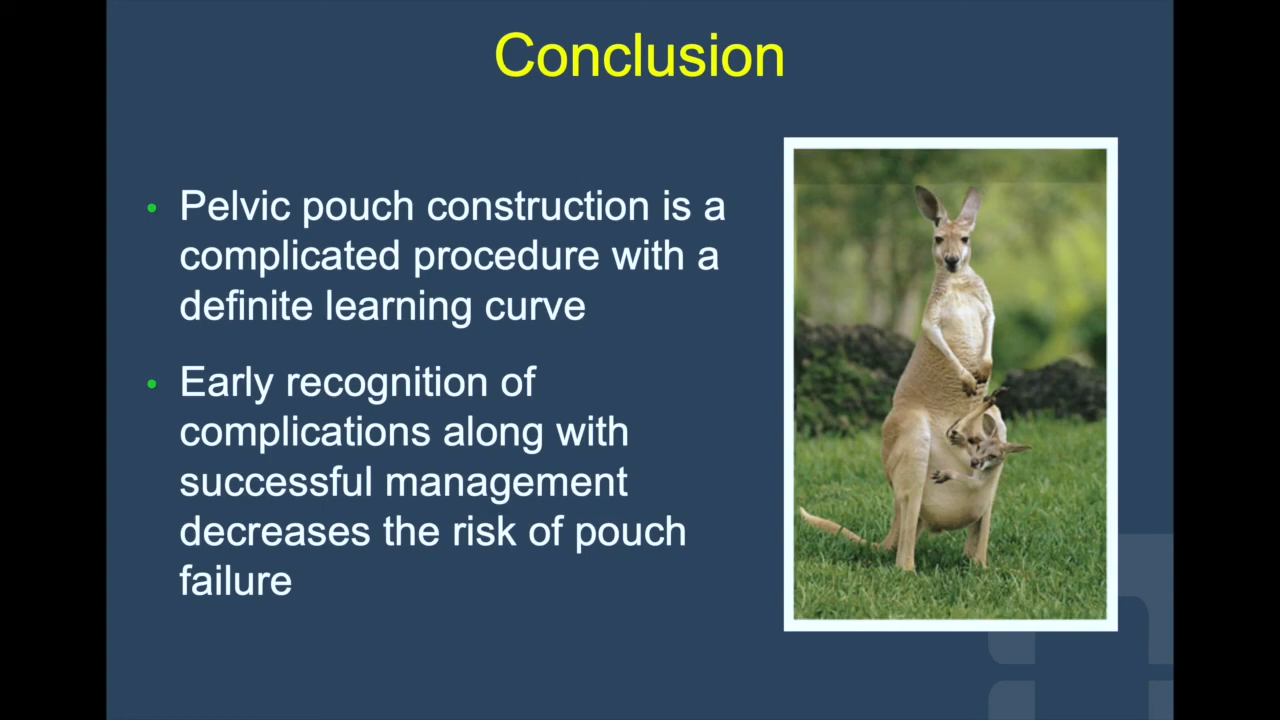 Conclusion
• Pelvic pouch construction is a
complicated procedure with a
definite learning curve
• Early recognition of
complications along with
successful management
decreases the risk of pouch
failure